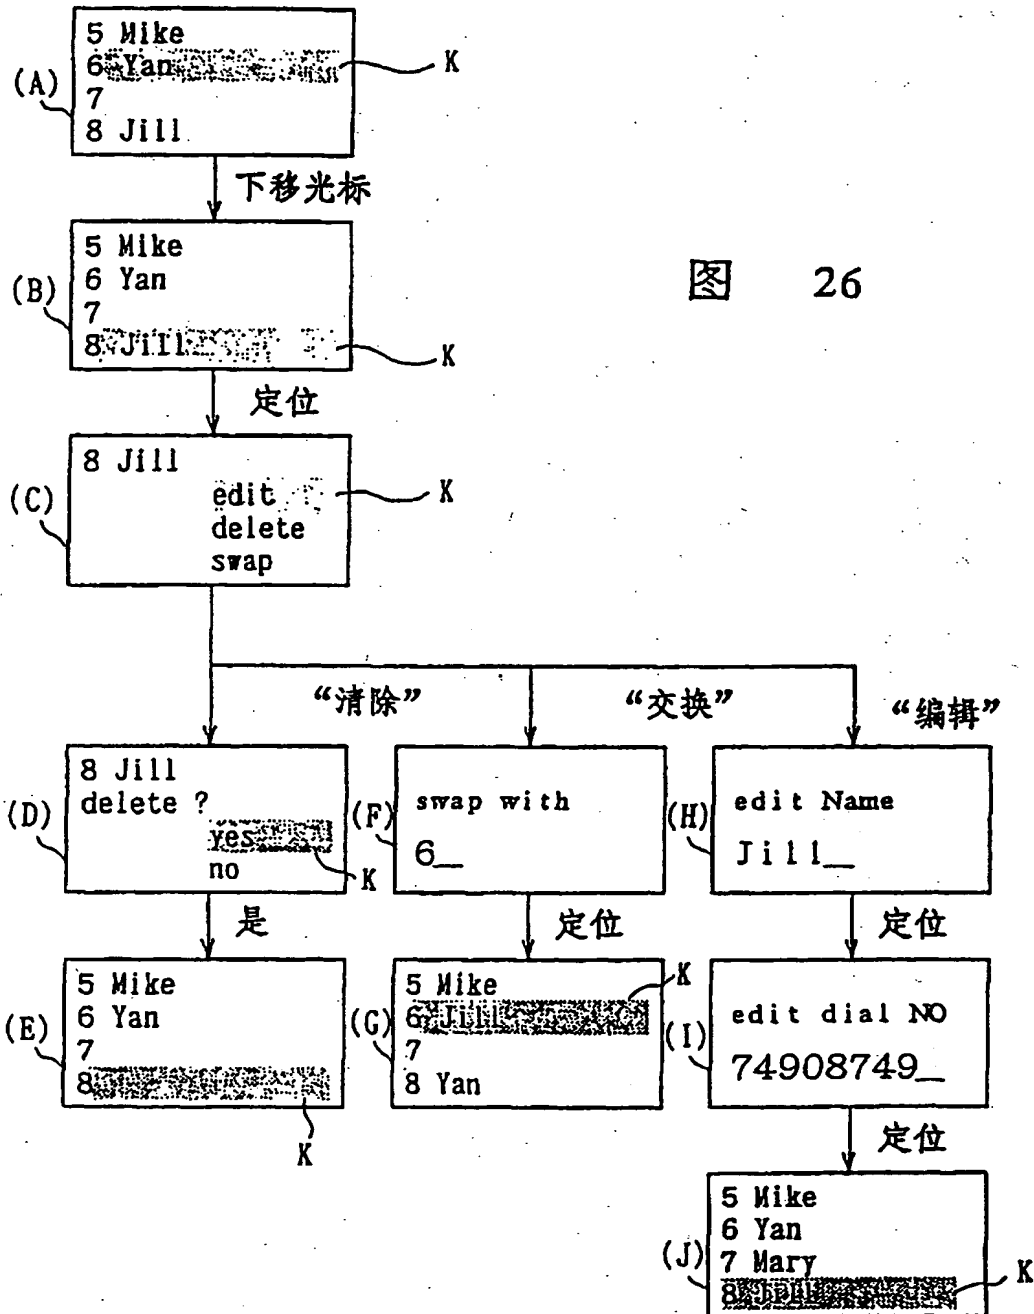 5 Mike
6 Yan
7
8 Jill
(A)
K
下移光标
5 Mike
6 Yan
7
8 Jill
(B)
K
图 26
定位
8 Jill
edit
delete
swap
(C)
K
“清除”
“交换”
“编辑”
8 Jill
delete ?
yes
no
(D)
K
swap with
6_
(F)
edit Name
Jill_
(H)
是
定位
定位
5 Mike
6 Yan
7
8
(E)
K
5 Mike
6 Jill
7
8 Yan
(G)
K
edit dial NO
74908749_
(I)
定位
5 Mike
6 Yan
7 Mary
8 Jill
(J)
K